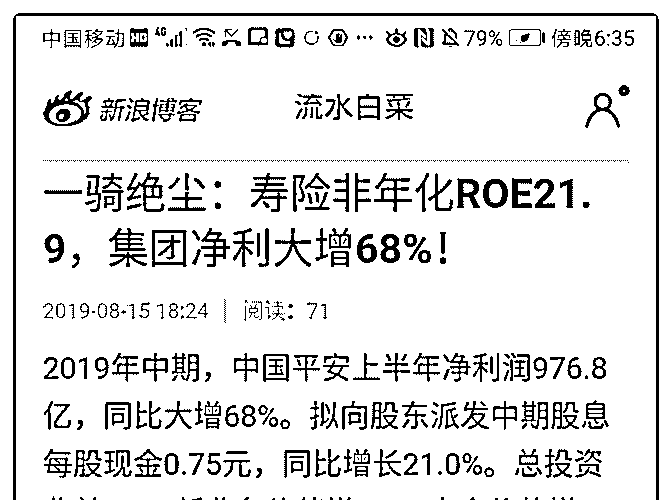 中国移动 HD 4G 79% 傍晚6:35
新浪博客 流水白菜
一骑绝尘：寿险非年化ROE21.
9，集团净利大增68%！
2019-08-15 18:24 | 阅读：71
2019年中期，中国平安上半年净利润976.8
亿，同比大增68%。拟向股东派发中期股息
每股现金0.75元，同比增长21.0%。总投资